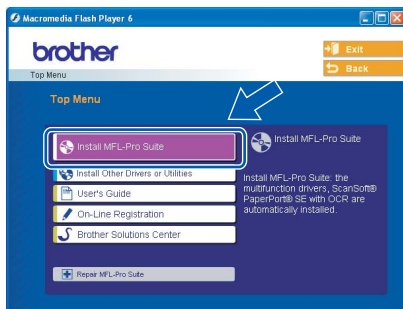 Macromedia Flash Player 6
brother
Exit
Back
Top Menu
Top Menu
Install MFL-Pro Suite
Install Other Drivers or Utilities
User's Guide
On-Line Registration
Brother Solutions Center
Repair MFL-Pro Suite
Install MFL-Pro Suite
Install MFL-Pro Suite: the
multifunction drivers, ScanSoft®
PaperPort® SE with OCR are
automatically installed.